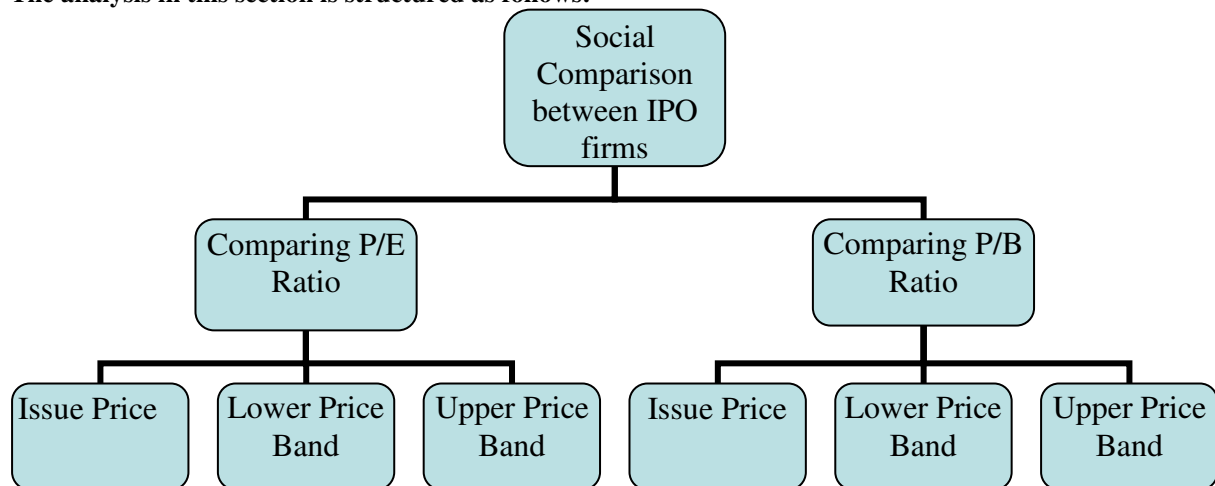 The analysis in this section is structured as follows:
Social
Comparison
between IPO
firms
Comparing P/E
Ratio
Comparing P/B
Ratio
Issue Price
Lower Price
Band
Upper Price
Band
Issue Price
Lower Price
Band
Upper Price
Band